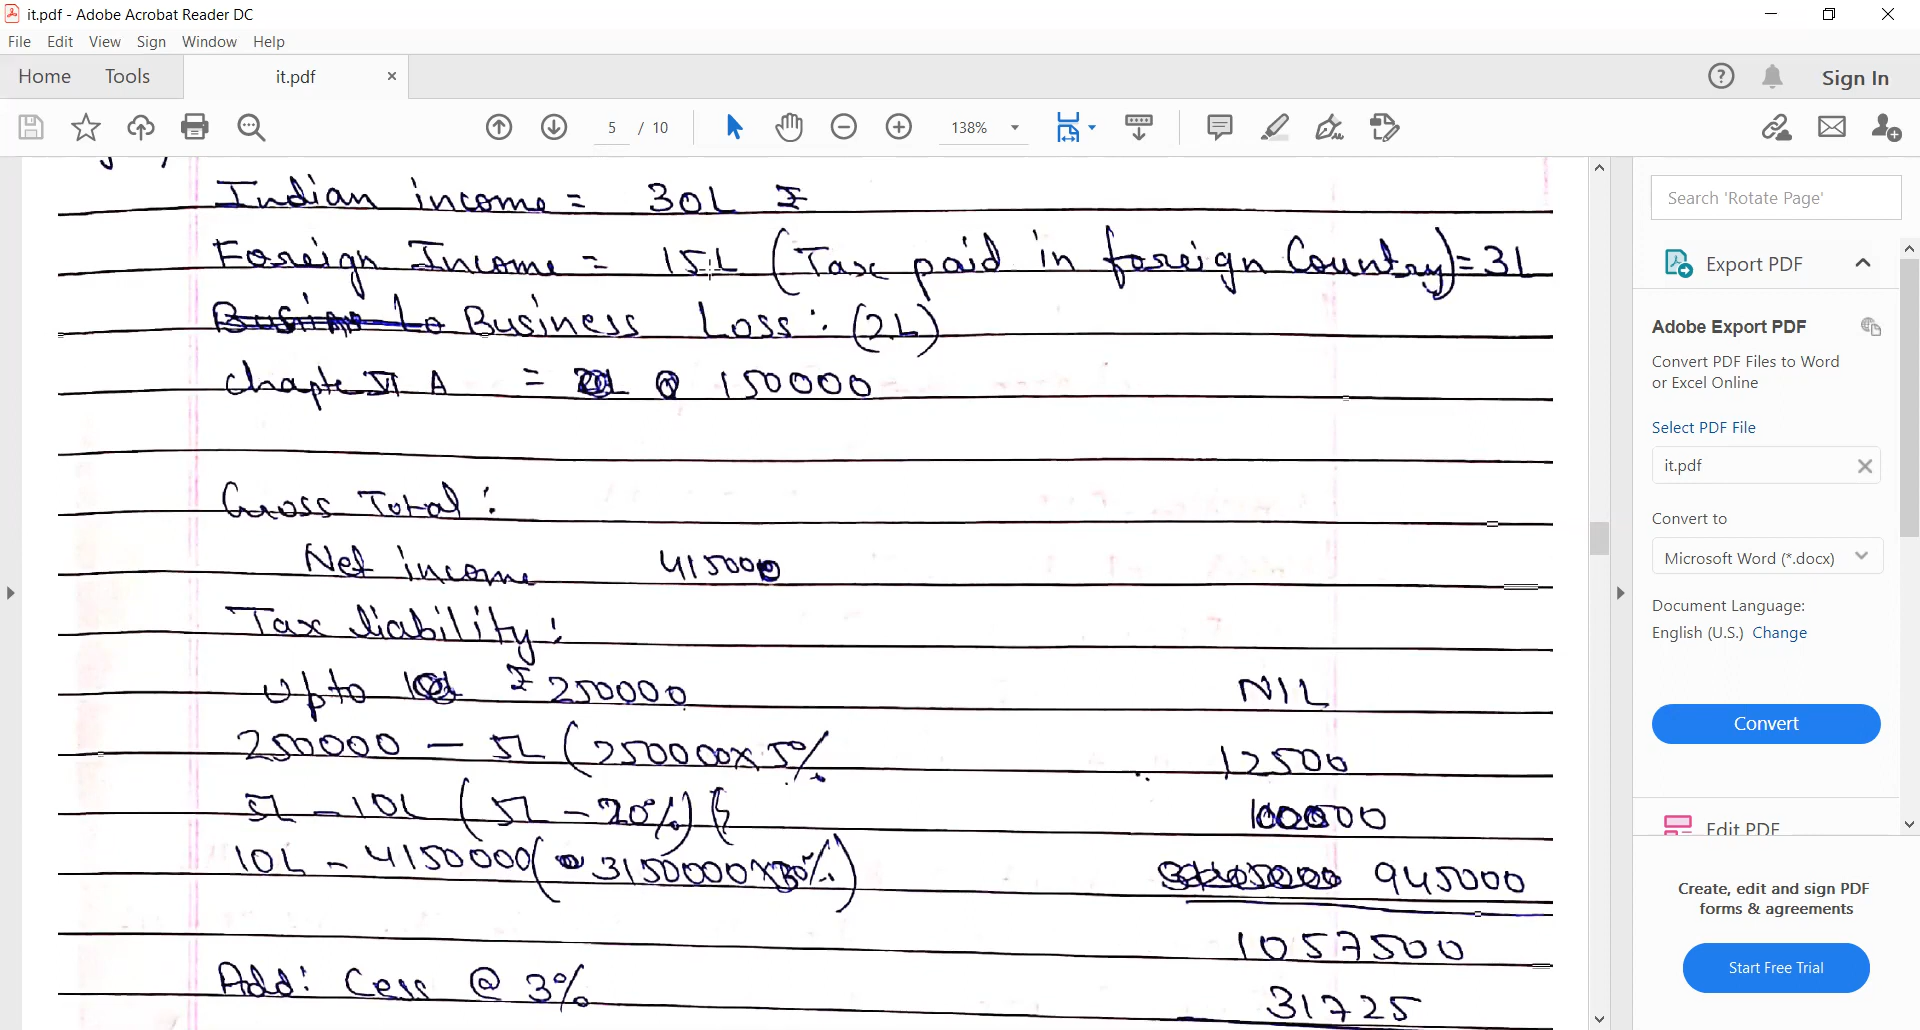 it.pdf - Adobe Acrobat Reader DC
File Edit View Sign Window Help
Home Tools it.pdf × Sign In
5 / 10 138%
Indian income = 30L ₹
Foreign Income = 15L (Tax paid in foreign Country) = 3L
Business Loss : (2L)
chapte VI A = 150000
Gross Total :
Net income 4150000
Tax liability :
Upto ₹ 250000 NIL
250000 - 5L (250000×5% 12500
5L - 10L (5L - 20%) 100000
10L - 4150000 (3150000×30%) 945000
1057500
Add: Cess @ 3% 31725
Search 'Rotate Page'
Export PDF
Adobe Export PDF
Convert PDF Files to Word
or Excel Online
Select PDF File
it.pdf
Convert to
Microsoft Word (*.docx)
Document Language:
English (U.S.) Change
Convert
Edit PDF
Create, edit and sign PDF
forms & agreements
Start Free Trial